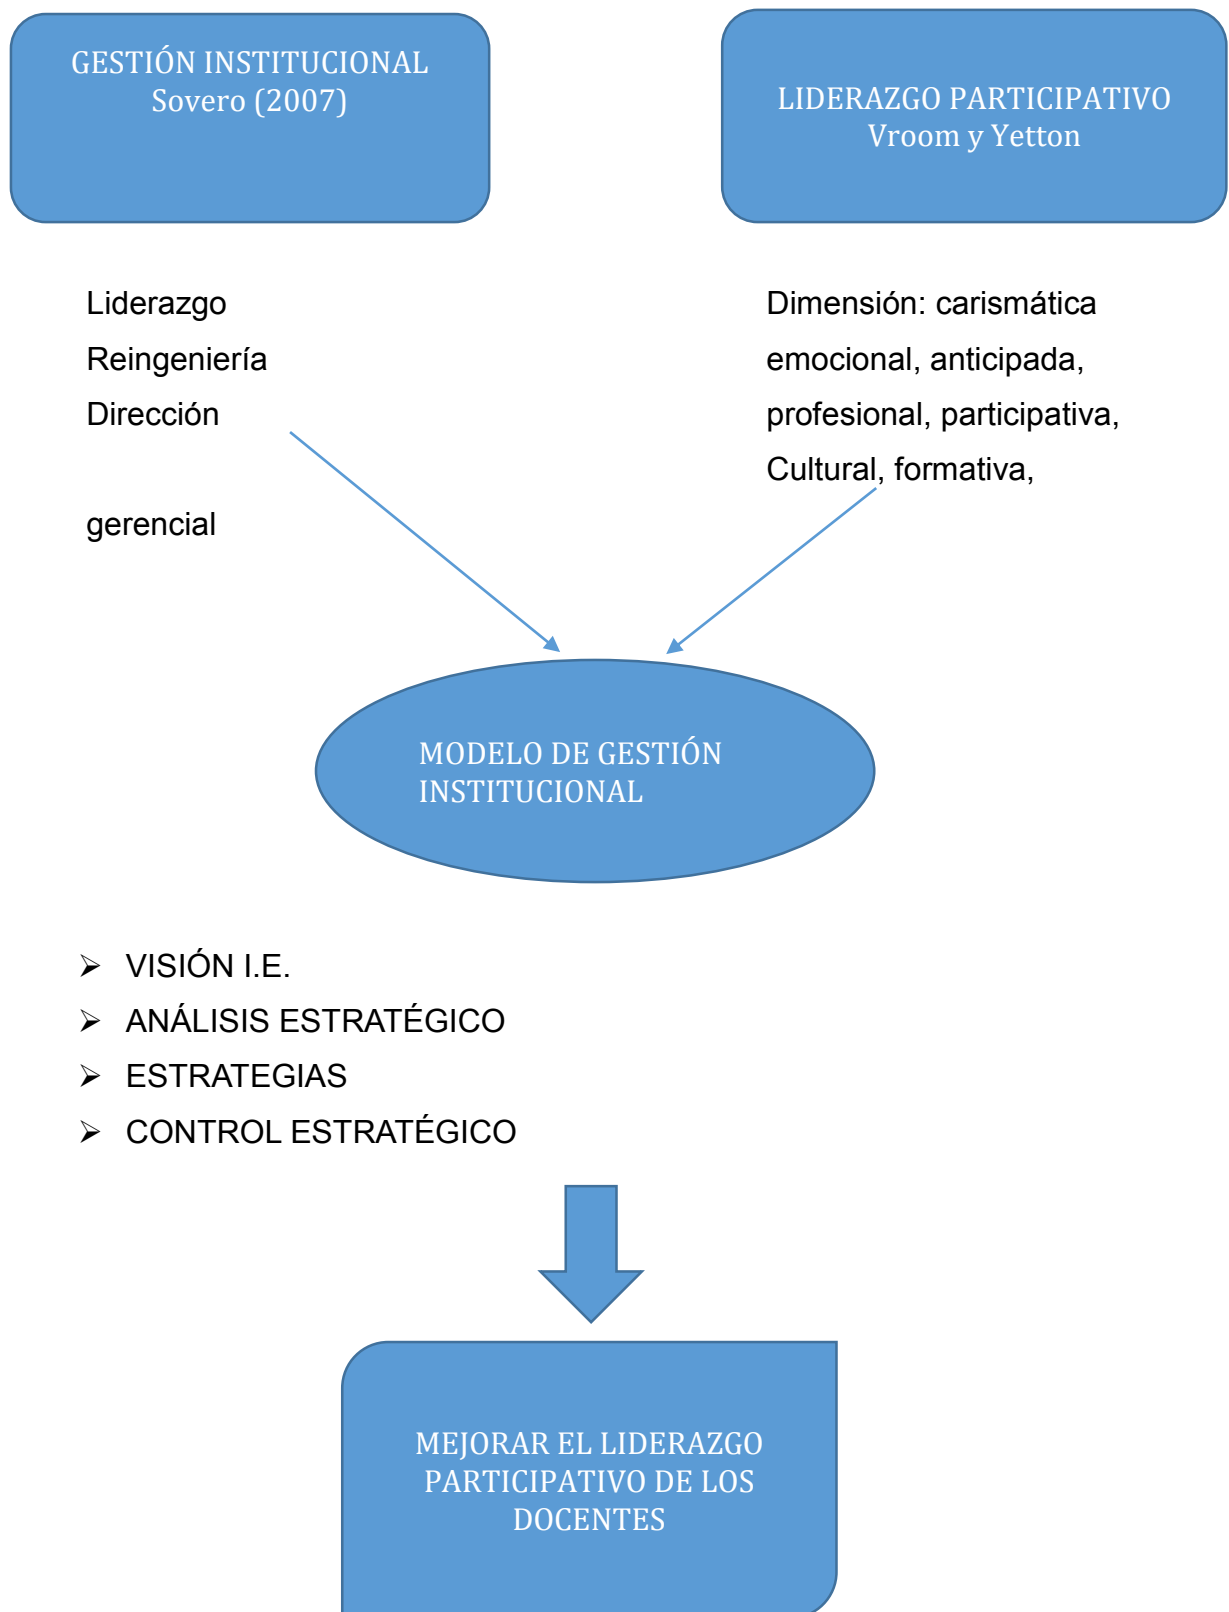 GESTIÓN INSTITUCIONAL
Sovero (2007)
LIDERAZGO PARTICIPATIVO
Vroom y Yetton
Liderazgo
Reingeniería
Dirección
gerencial
Dimensión: carismática
emocional, anticipada,
profesional, participativa,
Cultural, formativa,
MODELO DE GESTIÓN
INSTITUCIONAL
➢ VISIÓN I.E.
➢ ANÁLISIS ESTRATÉGICO
➢ ESTRATEGIAS
➢ CONTROL ESTRATÉGICO
MEJORAR EL LIDERAZGO
PARTICIPATIVO DE LOS
DOCENTES